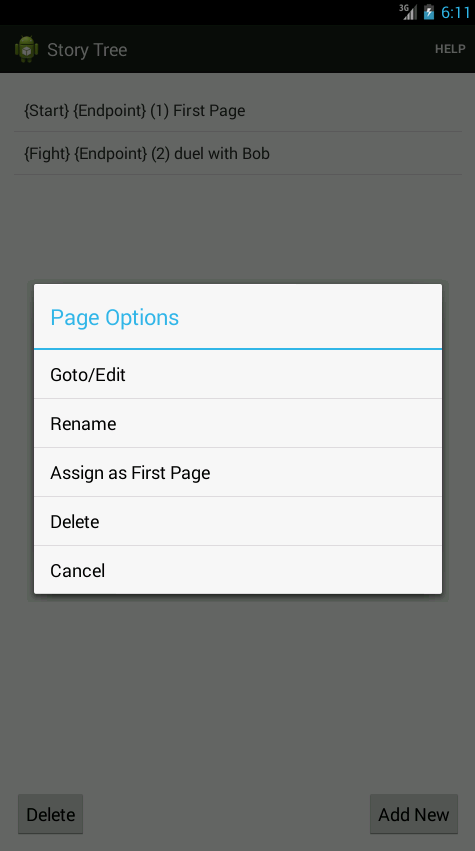 3G 6:11
Story Tree HELP
{Start} {Endpoint} (1) First Page
{Fight} {Endpoint} (2) duel with Bob
Page Options
Goto/Edit
Rename
Assign as First Page
Delete
Cancel
Delete Add New